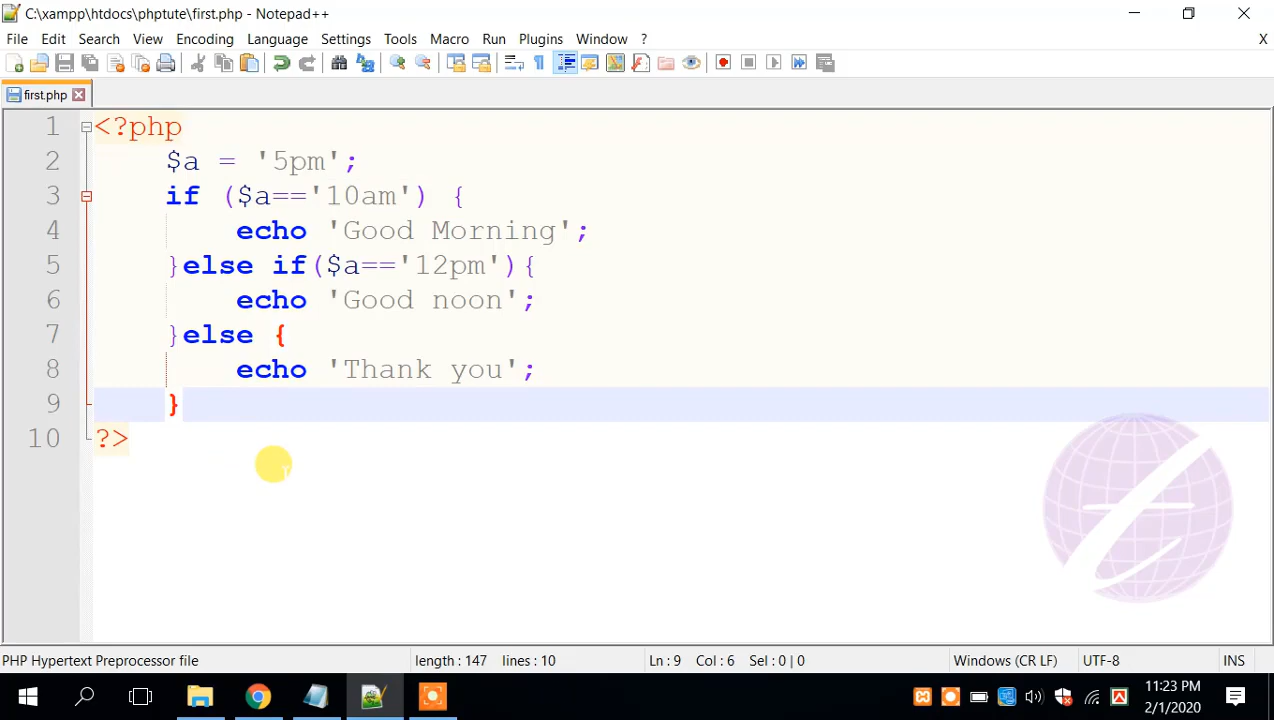 C:\xampp\htdocs\phptute\first.php - Notepad++
File Edit Search View Encoding Language Settings Tools Macro Run Plugins Window ? X
first.php
1 <?php
2 $a = '5pm';
3 if ($a=='10am') {
4 echo 'Good Morning';
5 }else if($a=='12pm'){
6 echo 'Good noon';
7 }else {
8 echo 'Thank you';
9 }
10 ?>
PHP Hypertext Preprocessor file length : 147 lines : 10 Ln : 9 Col : 6 Sel : 0 | 0 Windows (CR LF) UTF-8 INS
11:23 PM
2/1/2020